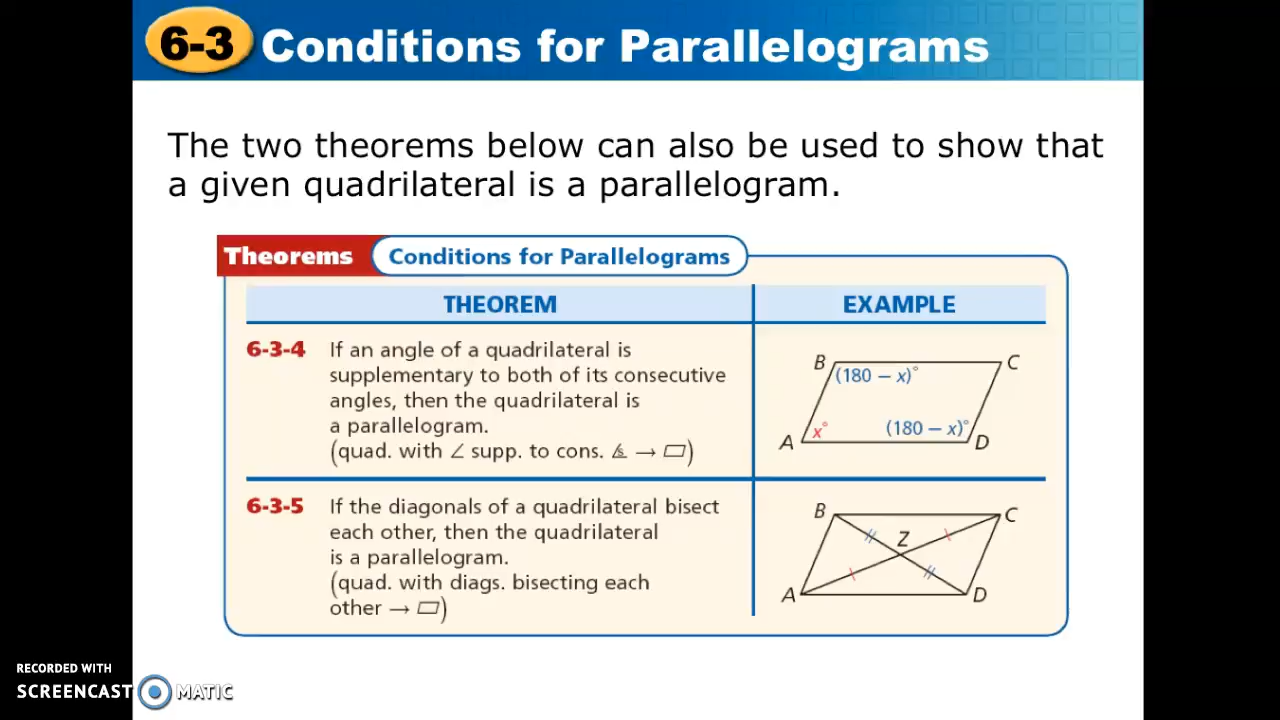 6-3 Conditions for Parallelograms
The two theorems below can also be used to show that
a given quadrilateral is a parallelogram.
Theorems Conditions for Parallelograms
THEOREM EXAMPLE
6-3-4 If an angle of a quadrilateral is
supplementary to both of its consecutive
angles, then the quadrilateral is
a parallelogram.
(quad. with ∠ supp. to cons. ∠s → ▱)
B C
(180 − x)°
x° (180 − x)°
A D
6-3-5 If the diagonals of a quadrilateral bisect
each other, then the quadrilateral
is a parallelogram.
(quad. with diags. bisecting each
other → ▱)
B C
Z
A D
RECORDED WITH
SCREENCAST MATIC